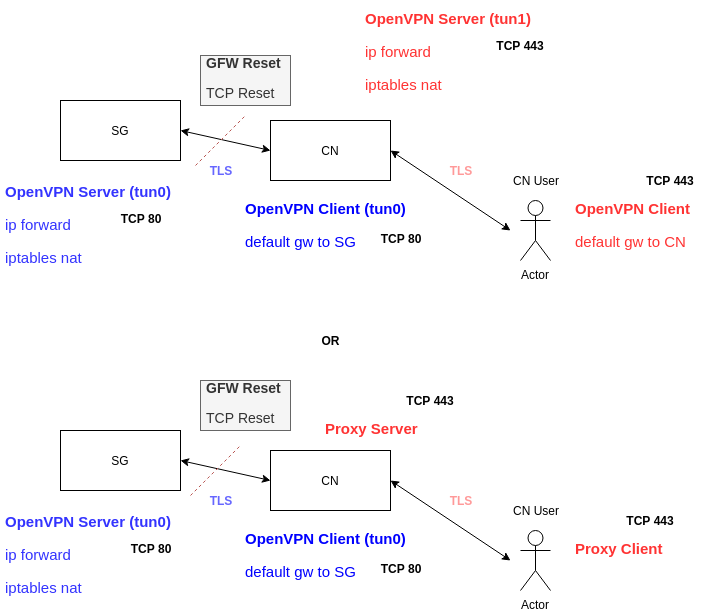 OpenVPN Server (tun1)
ip forward
TCP 443
iptables nat
GFW Reset
TCP Reset
SG
CN
TLS
TLS
CN User
TCP 443
OpenVPN Server (tun0)
ip forward
TCP 80
iptables nat
OpenVPN Client (tun0)
default gw to SG
TCP 80
OpenVPN Client
default gw to CN
Actor
OR
GFW Reset
TCP Reset
TCP 443
Proxy Server
SG
CN
TLS
TLS
CN User
TCP 443
OpenVPN Server (tun0)
ip forward
TCP 80
iptables nat
OpenVPN Client (tun0)
default gw to SG
TCP 80
Proxy Client
Actor